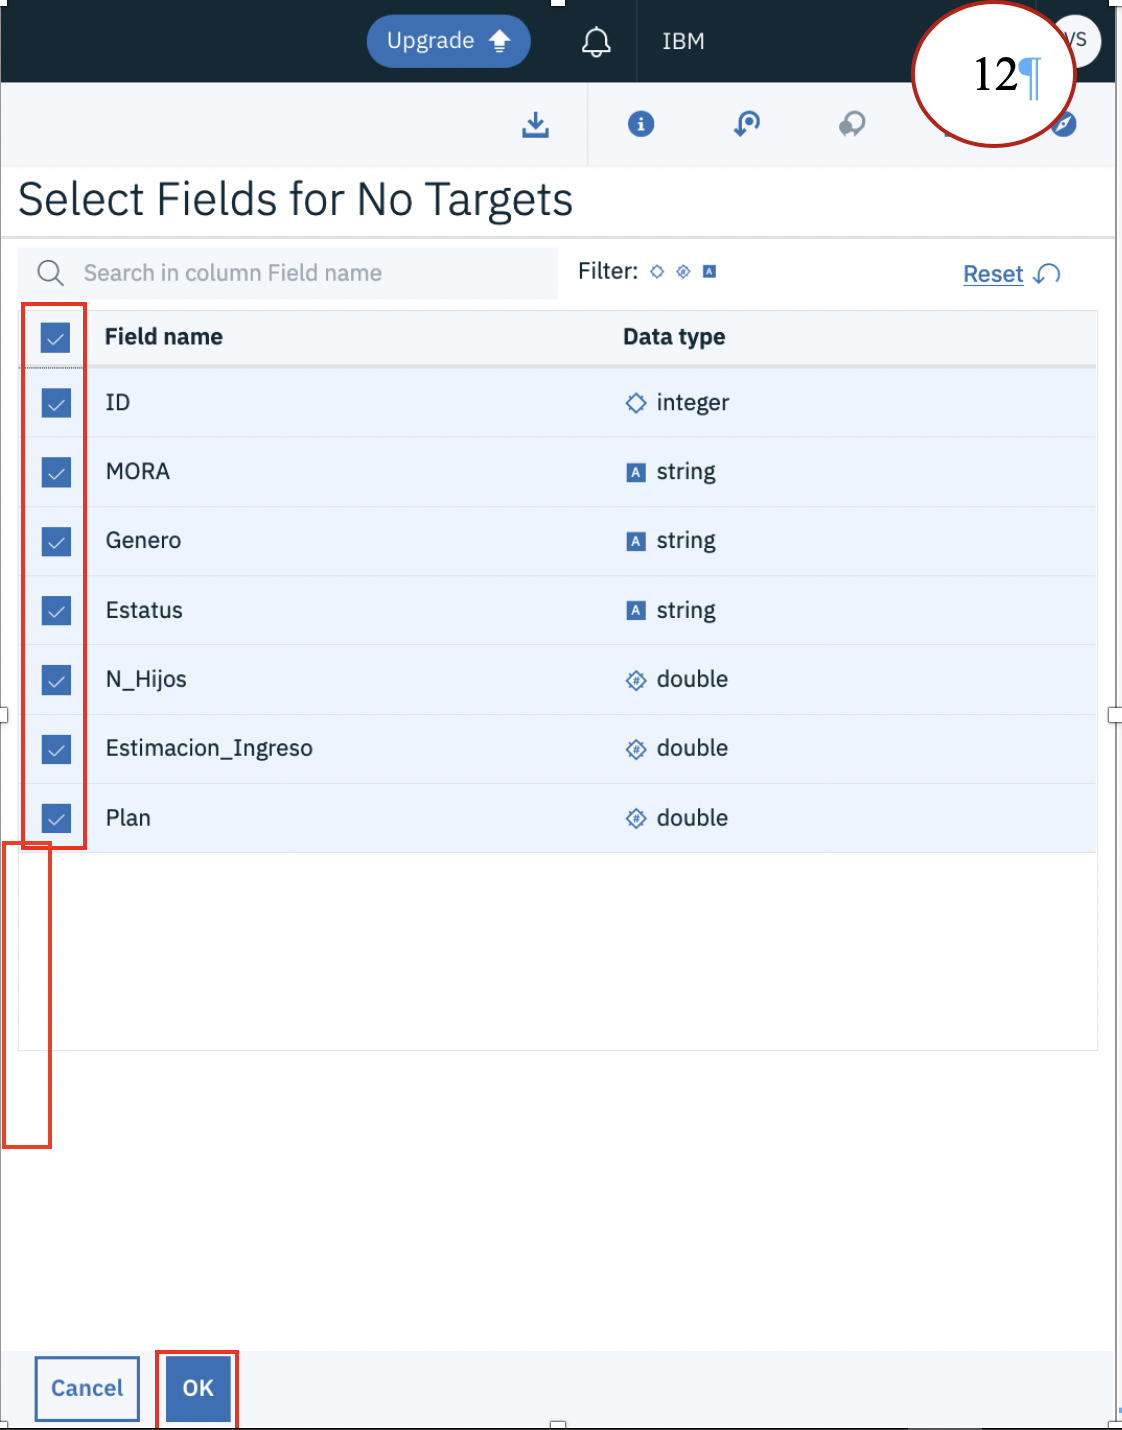 Upgrade IBM VS
12¶
Select Fields for No Targets
Search in column Field name Filter: A Reset
Field name Data type
ID integer
MORA A string
Genero A string
Estatus A string
N_Hijos # double
Estimacion_Ingreso # double
Plan # double
Cancel OK